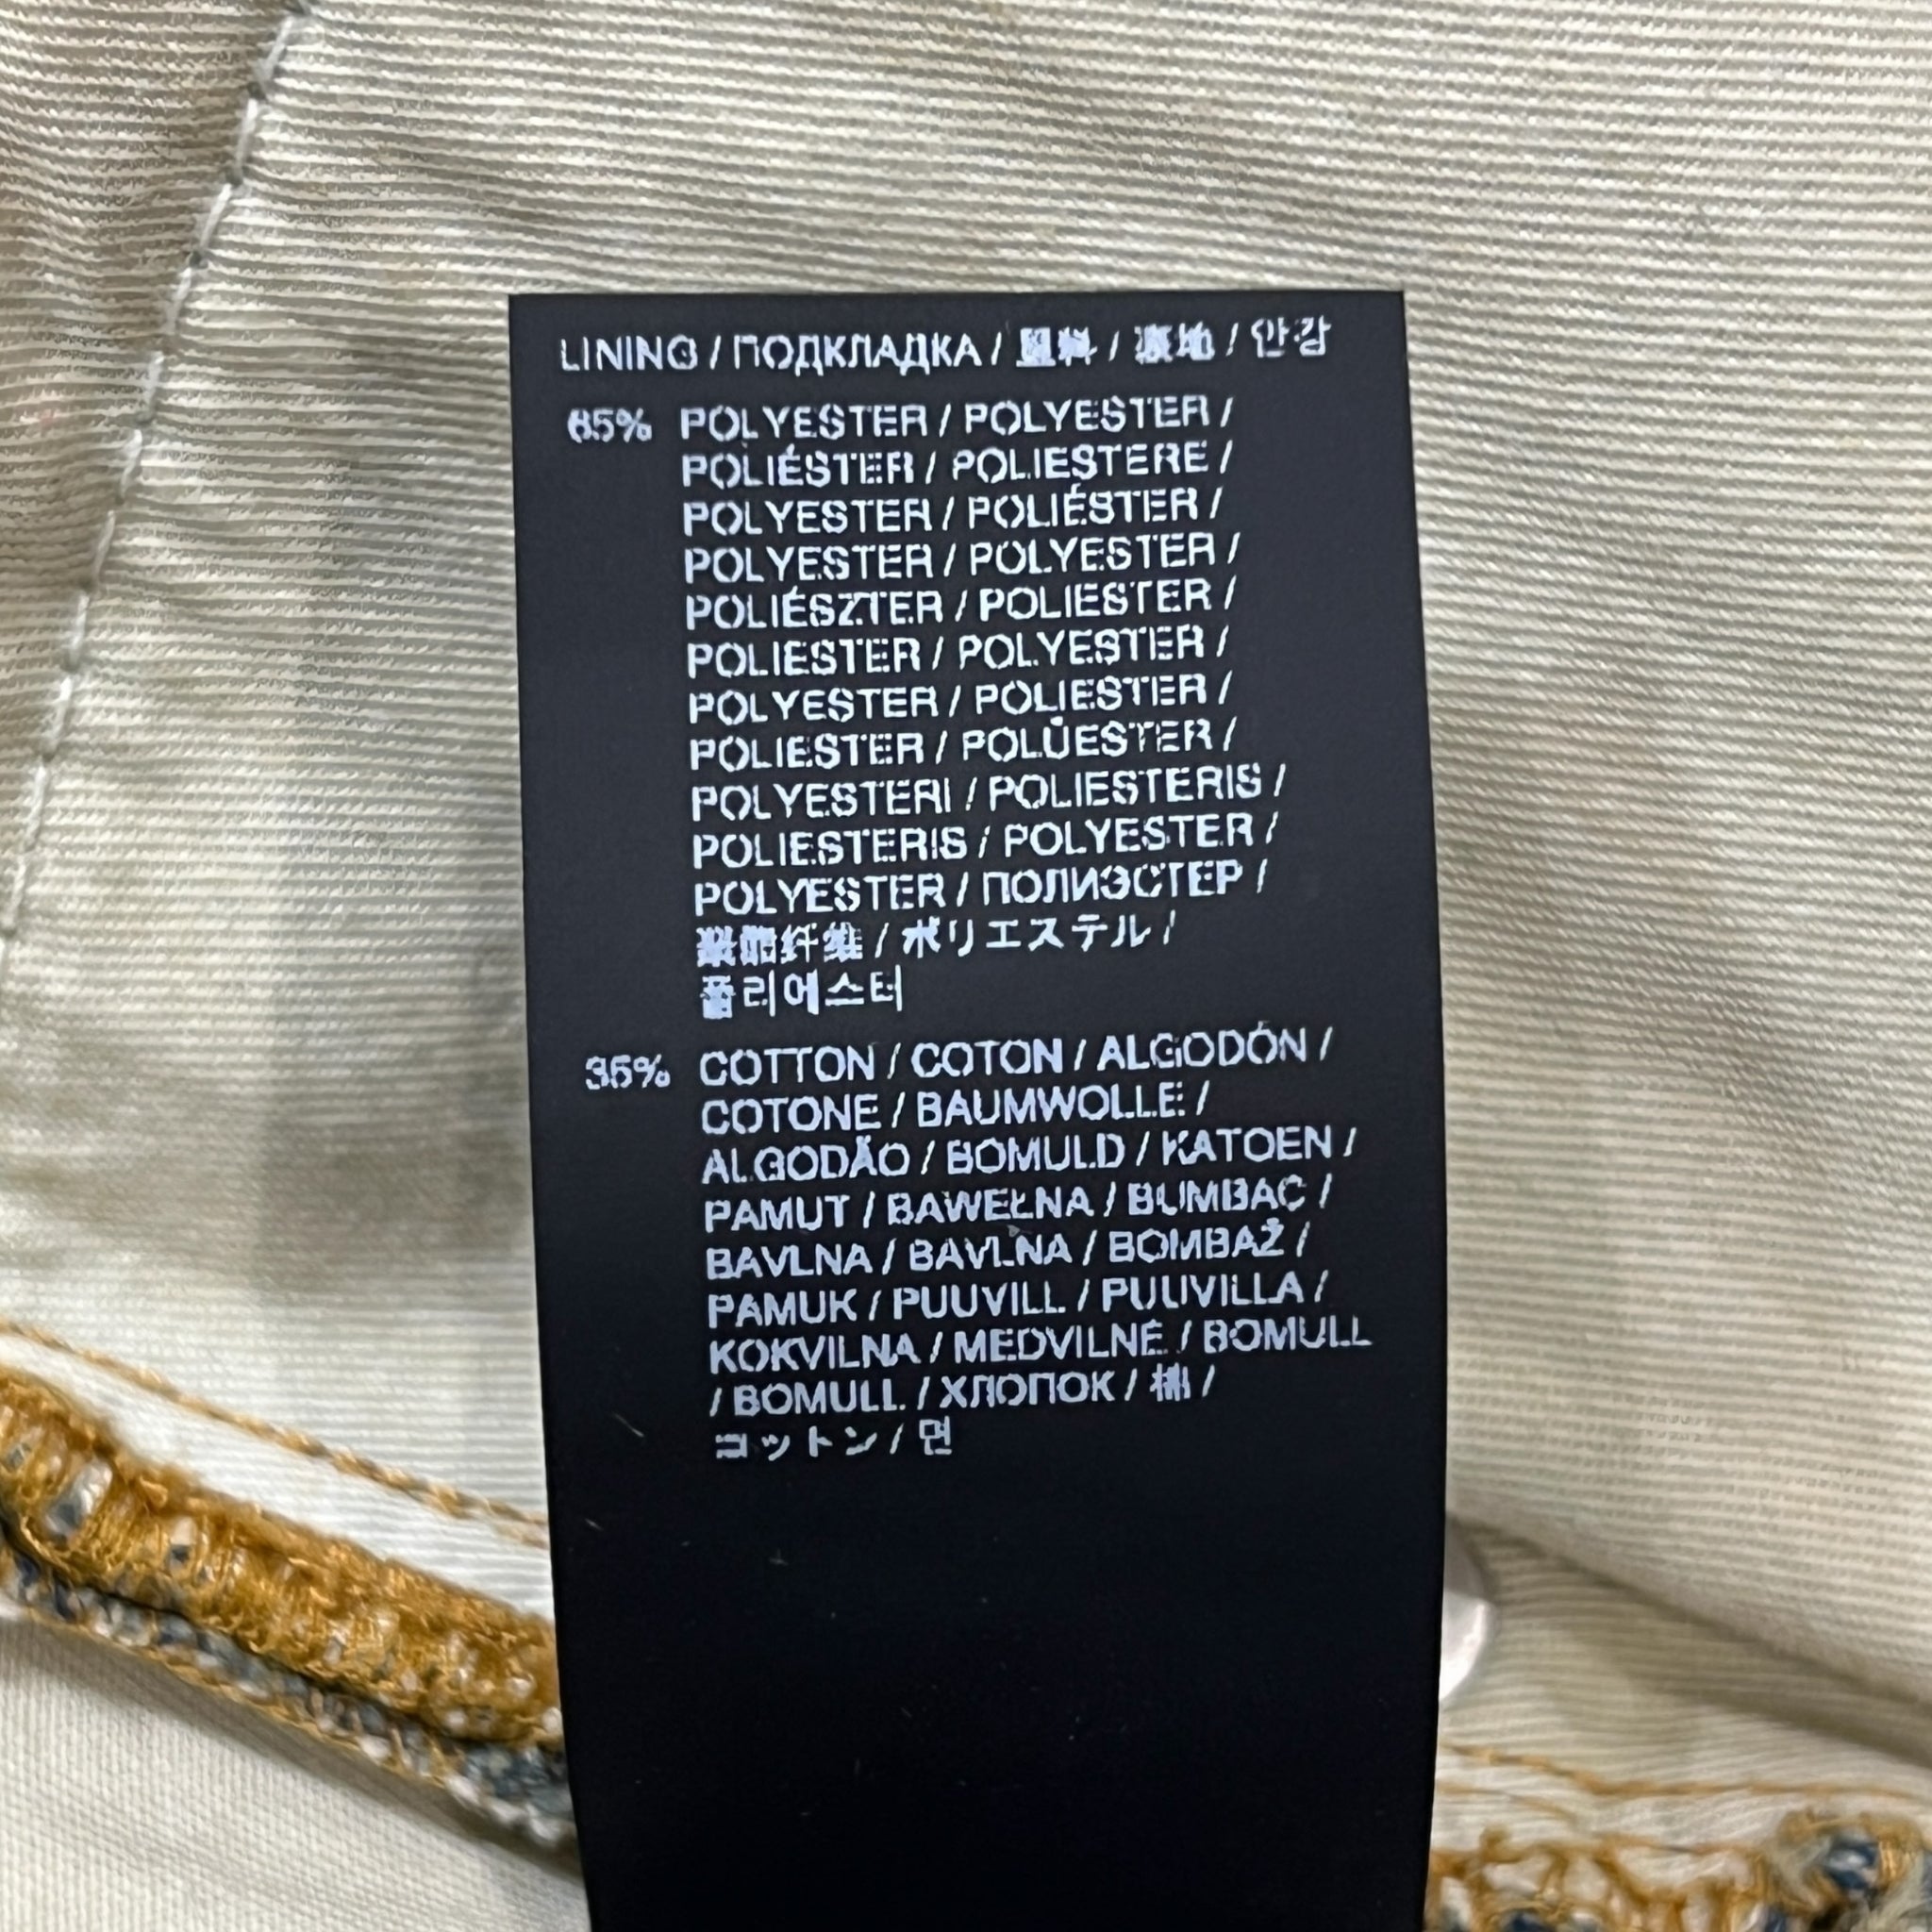 LINING / ПОДКЛАДКА / 里料 / 裏地 / 안감
65% POLYESTER / POLYESTER /
POLIÉSTER / POLIESTERE /
POLYESTER / POLIÉSTER /
POLYESTER / POLYESTER /
POLIÉSZTER / POLIESTER /
POLIESTER / POLYESTER /
POLYESTER / POLIESTER /
POLIESTER / POLÜESTER /
POLYESTERI / POLIESTERIS /
POLIESTERIS / POLYESTER /
POLYESTER / ПОЛИЭСТЕР /
聚酯纤维 / ポリエステル /
폴리에스터
35% COTTON / COTON / ALGODÓN /
COTONE / BAUMWOLLE /
ALGODÃO / BOMULD / KATOEN /
PAMUT / BAWEŁNA / BUMBAC /
BAVLNA / BAVLNA / BOMBAŽ /
PAMUK / PUUVILL / PUUVILLA /
KOKVILNA / MEDVILNĖ / BOMULL
/ BOMULL / ХЛОПОК / 棉 /
コットン / 면